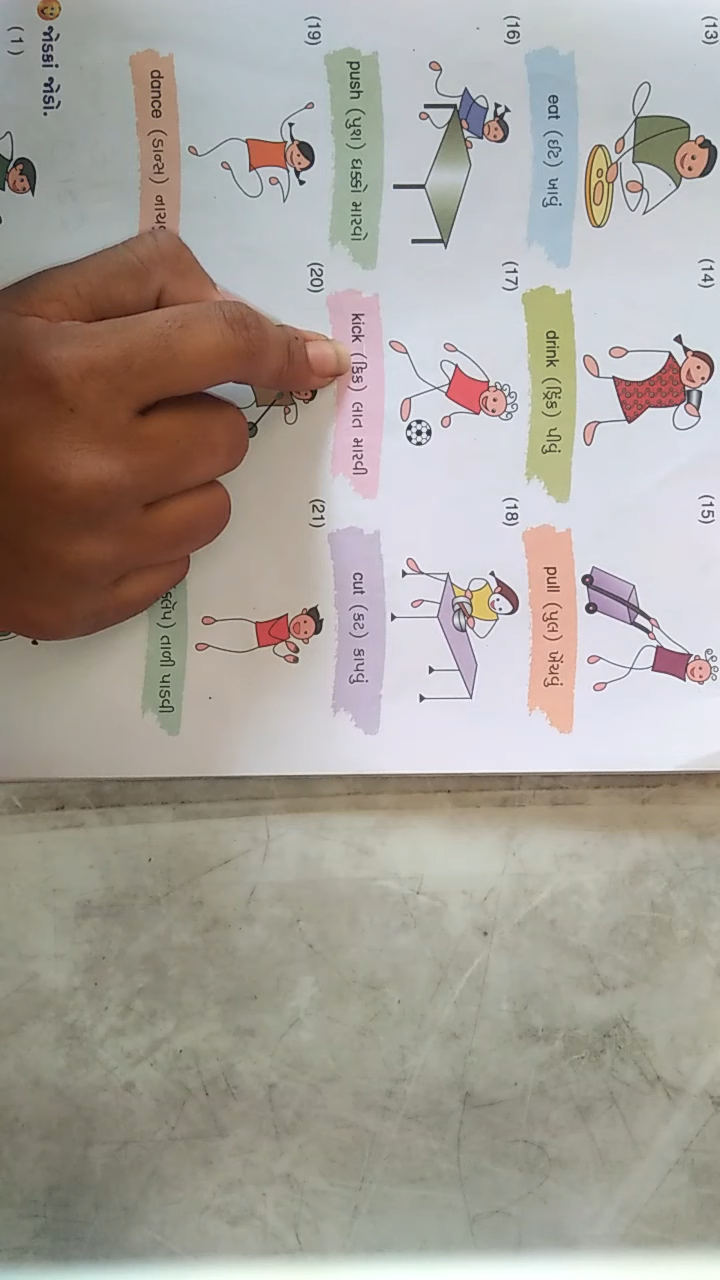 (13)
(14)
(15)
eat (ઈટ) ખાવું
drink (ડ્રિંક) પીવું
pull (પુલ) ખેંચવું
(16)
(17)
(18)
push (પુશ) ધક્કો મારવો
kick (કિક) લાત મારવી
cut (કટ) કાપવું
(19)
(20)
(21)
dance (ડાન્સ)
તાળી પાડવી
જોડકાં જોડો.
(1)